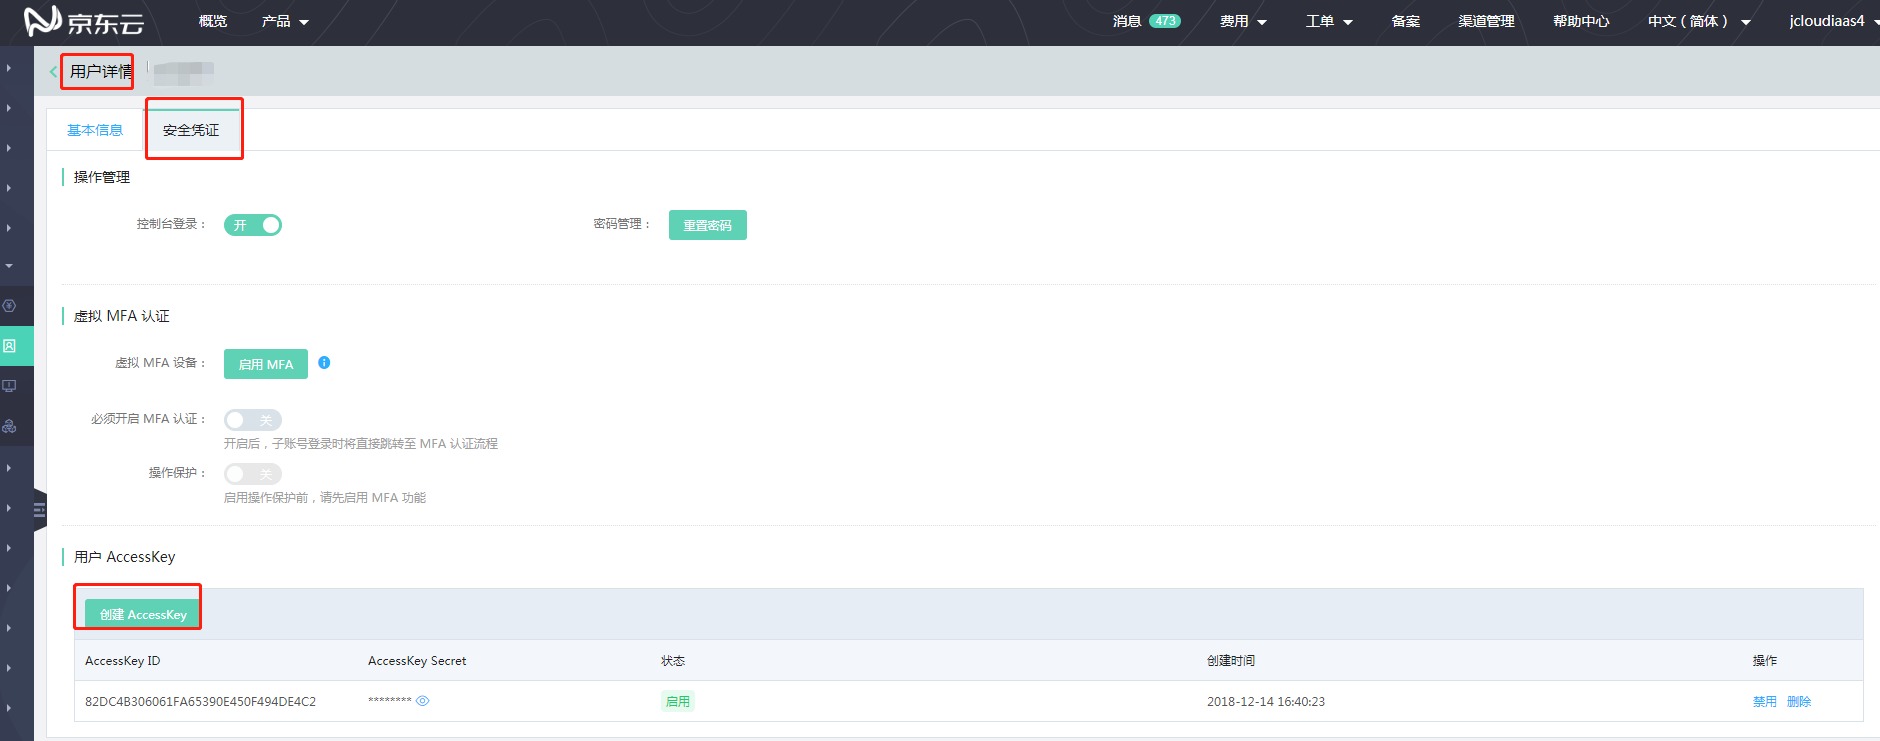 京东云 概览 产品 消息 473 费用 工单 备案 渠道管理 帮助中心 中文（简体） jcloudiaas4
用户详情
基本信息 安全凭证
操作管理
控制台登录： 开 密码管理： 重置密码
虚拟 MFA 认证
虚拟 MFA 设备： 启用 MFA
必须开启 MFA 认证： 关
开启后，子账号登录时将直接跳转至 MFA 认证流程
操作保护： 关
启用操作保护前，请先启用 MFA 功能
用户 AccessKey
创建 AccessKey
AccessKey ID AccessKey Secret 状态 创建时间 操作
82DC4B306061FA65390E450F494DE4C2 ******** 启用 2018-12-14 16:40:23 禁用 删除